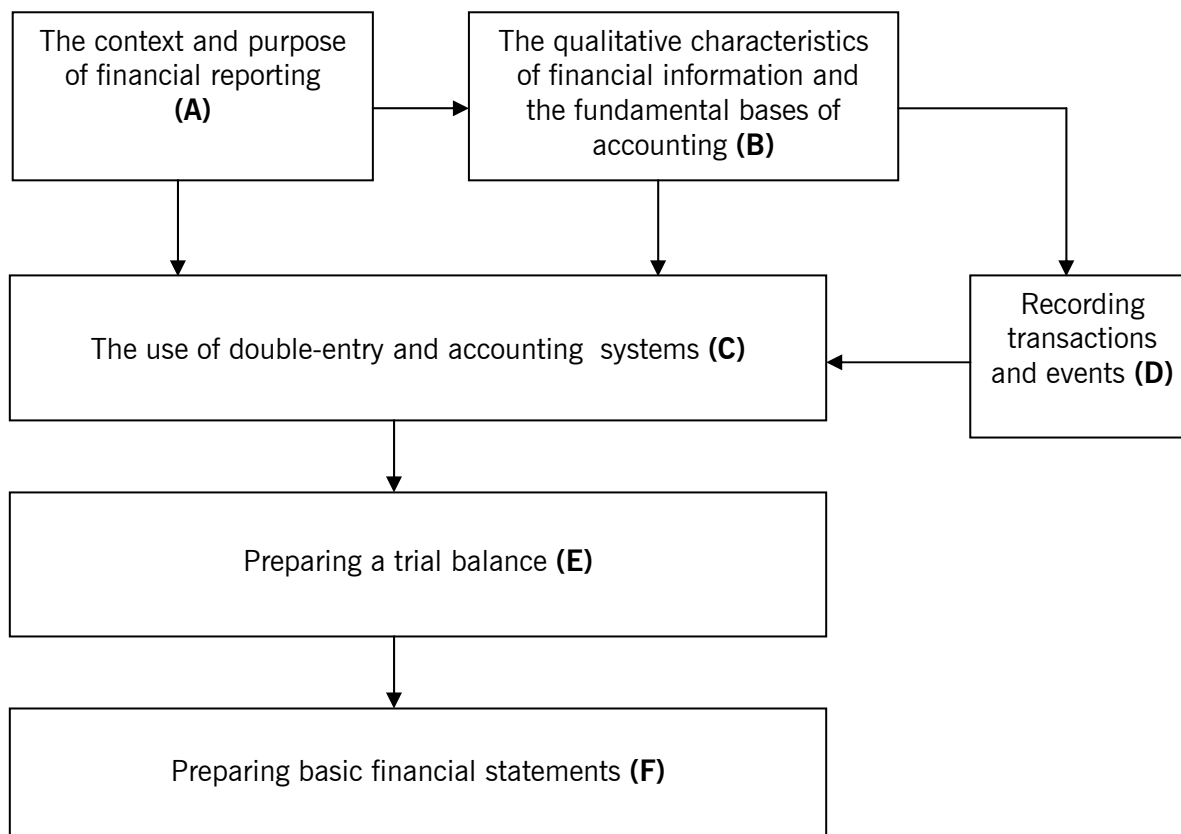 The context and purpose
of financial reporting
(A)
The qualitative characteristics
of financial information and
the fundamental bases of
accounting (B)
The use of double-entry and accounting systems (C)
Recording
transactions
and events (D)
Preparing a trial balance (E)
Preparing basic financial statements (F)